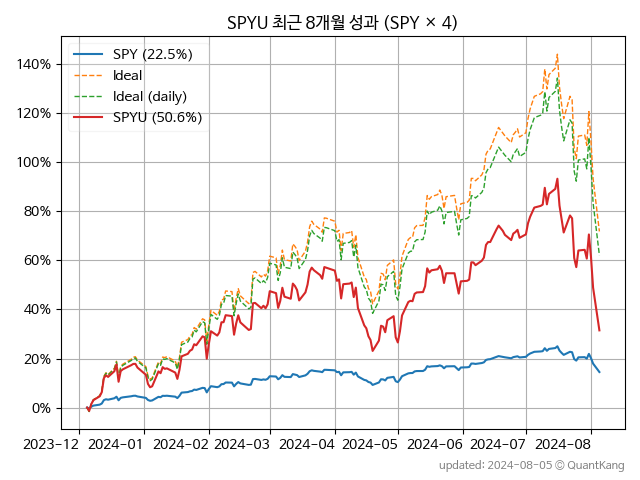 SPYU 최근 8개월 성과 (SPY × 4)
SPY (22.5%)
Ideal
Ideal (daily)
SPYU (50.6%)
140%
120%
100%
80%
60%
40%
20%
0%
2023-12 2024-01 2024-02 2024-03 2024-04 2024-05 2024-06 2024-07 2024-08
updated: 2024-08-05 © QuantKang